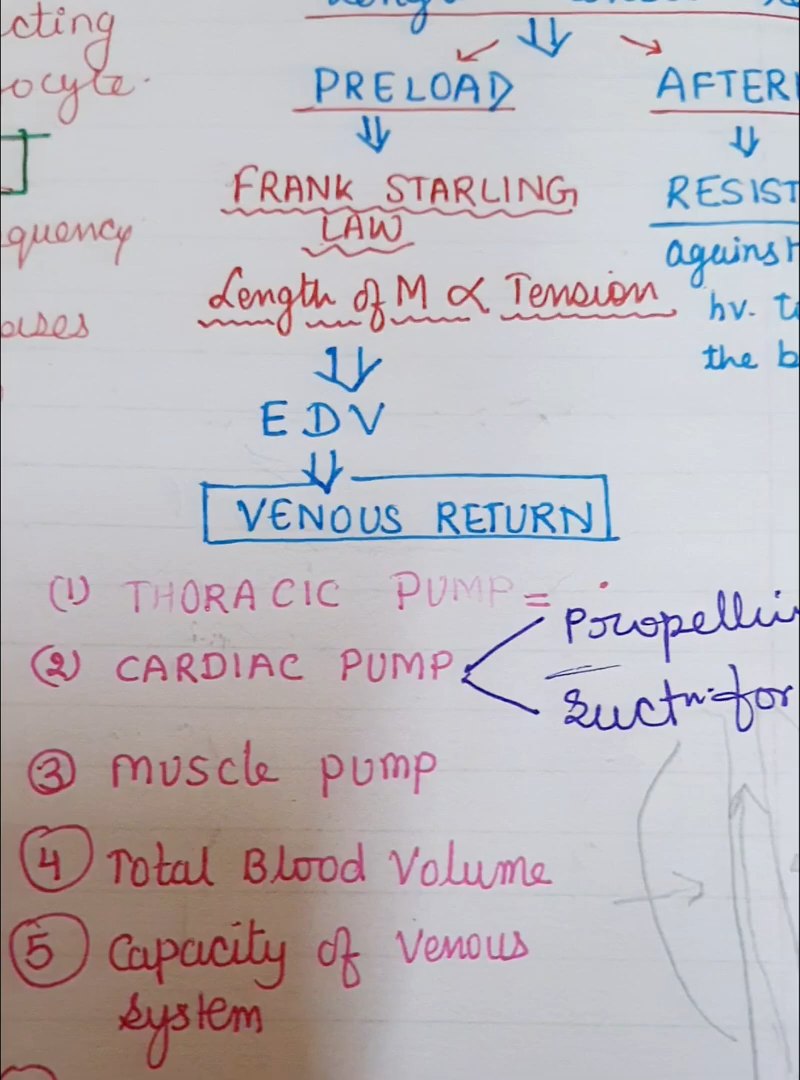 cting
ocyte.
PRELOAD
AFTER
FRANK STARLING
LAW
RESIST
quency
against
Length of M ∝ Tension
hv. t
ases
the b
EDV
VENOUS RETURN
(1) THORACIC PUMP =
Propelli
(2) CARDIAC PUMP
Suctn. for
(3) muscle pump
(4) Total Blood Volume
(5) Capacity of Venous
system